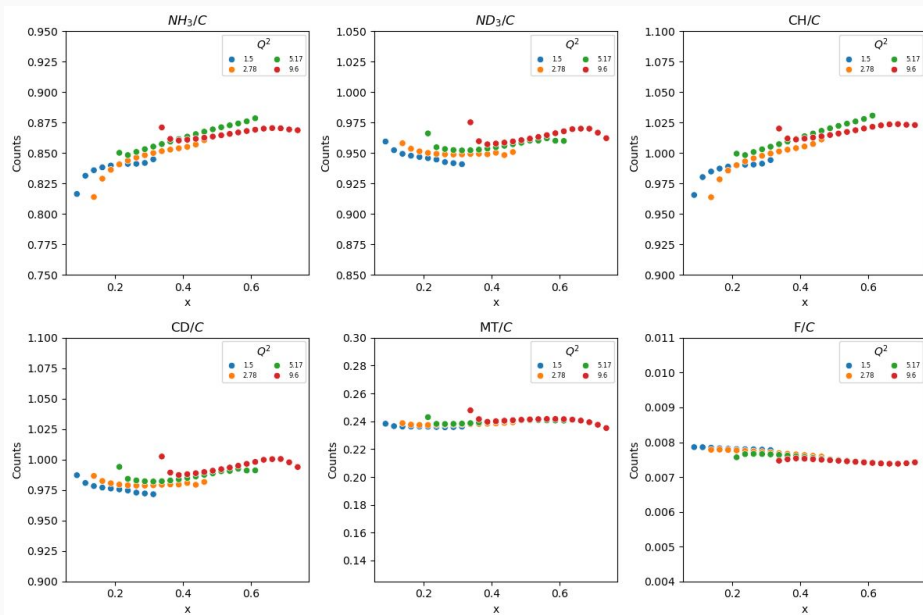 NH₃/C
0.950
0.925
0.900
0.875
0.850
0.825
0.800
0.775
0.750
Counts
0.2 0.4 0.6
x
Q²
1.5 5.17
2.78 9.6
ND₃/C
1.050
1.025
1.000
0.975
0.950
0.925
0.900
0.875
0.850
Counts
0.2 0.4 0.6
x
Q²
1.5 5.17
2.78 9.6
CH/C
1.100
1.075
1.050
1.025
1.000
0.975
0.950
0.925
0.900
Counts
0.2 0.4 0.6
x
Q²
1.5 5.17
2.78 9.6
CD/C
1.100
1.075
1.050
1.025
1.000
0.975
0.950
0.925
0.900
Counts
0.2 0.4 0.6
x
Q²
1.5 5.17
2.78 9.6
MT/C
0.30
0.28
0.26
0.24
0.22
0.20
0.18
0.16
0.14
Counts
0.2 0.4 0.6
x
Q²
1.5 5.17
2.78 9.6
F/C
0.011
0.010
0.009
0.008
0.007
0.006
0.005
0.004
Counts
0.2 0.4 0.6
x
Q²
1.5 5.17
2.78 9.6